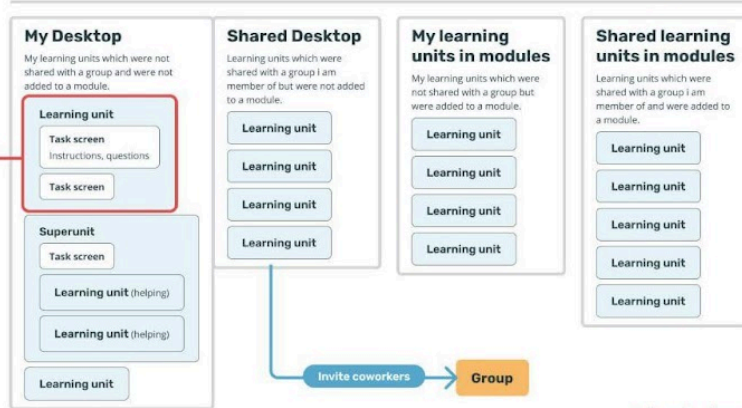 My Desktop
My learning units which were not
shared with a group and were not
added to a module.
Learning unit
Task screen
Instructions, questions
Task screen
Superunit
Task screen
Learning unit (helping)
Learning unit (helping)
Learning unit
Shared Desktop
Learning units which were
shared with a group i am
member of but were not added
to a module.
Learning unit
Learning unit
Learning unit
Learning unit
Invite coworkers
Group
My learning
units in modules
My learning units which were
not shared with a group but
were added to a module.
Learning unit
Learning unit
Learning unit
Learning unit
Shared learning
units in modules
Learning units which were
shared with a group i am
member of and were added to
a module.
Learning unit
Learning unit
Learning unit
Learning unit
Learning unit